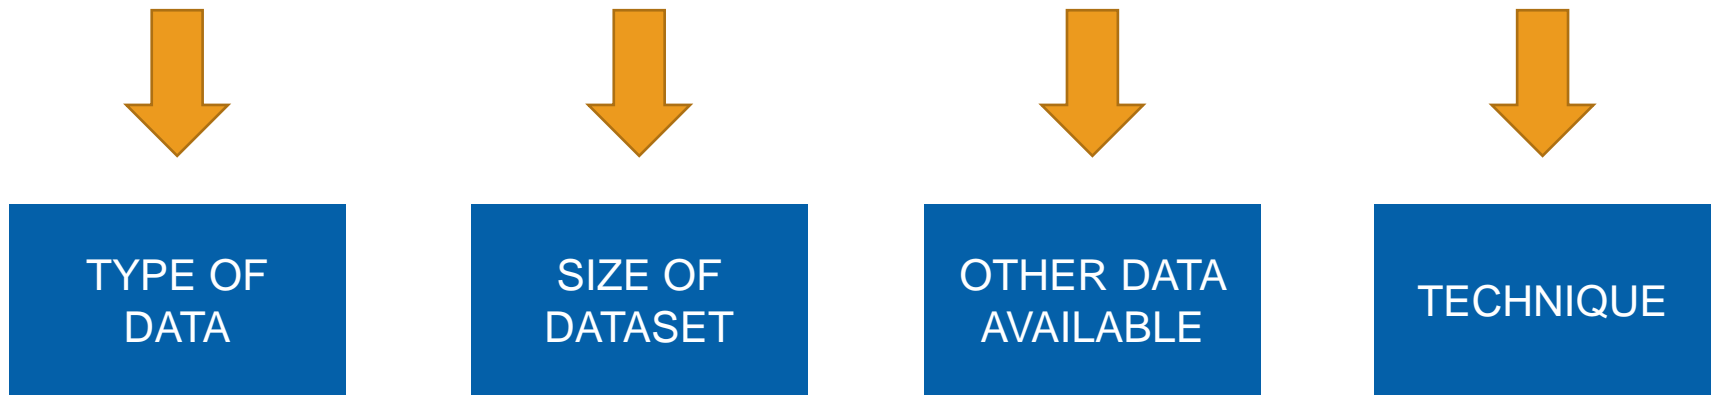 TYPE OF
DATA
SIZE OF
DATASET
OTHER DATA
AVAILABLE
TECHNIQUE